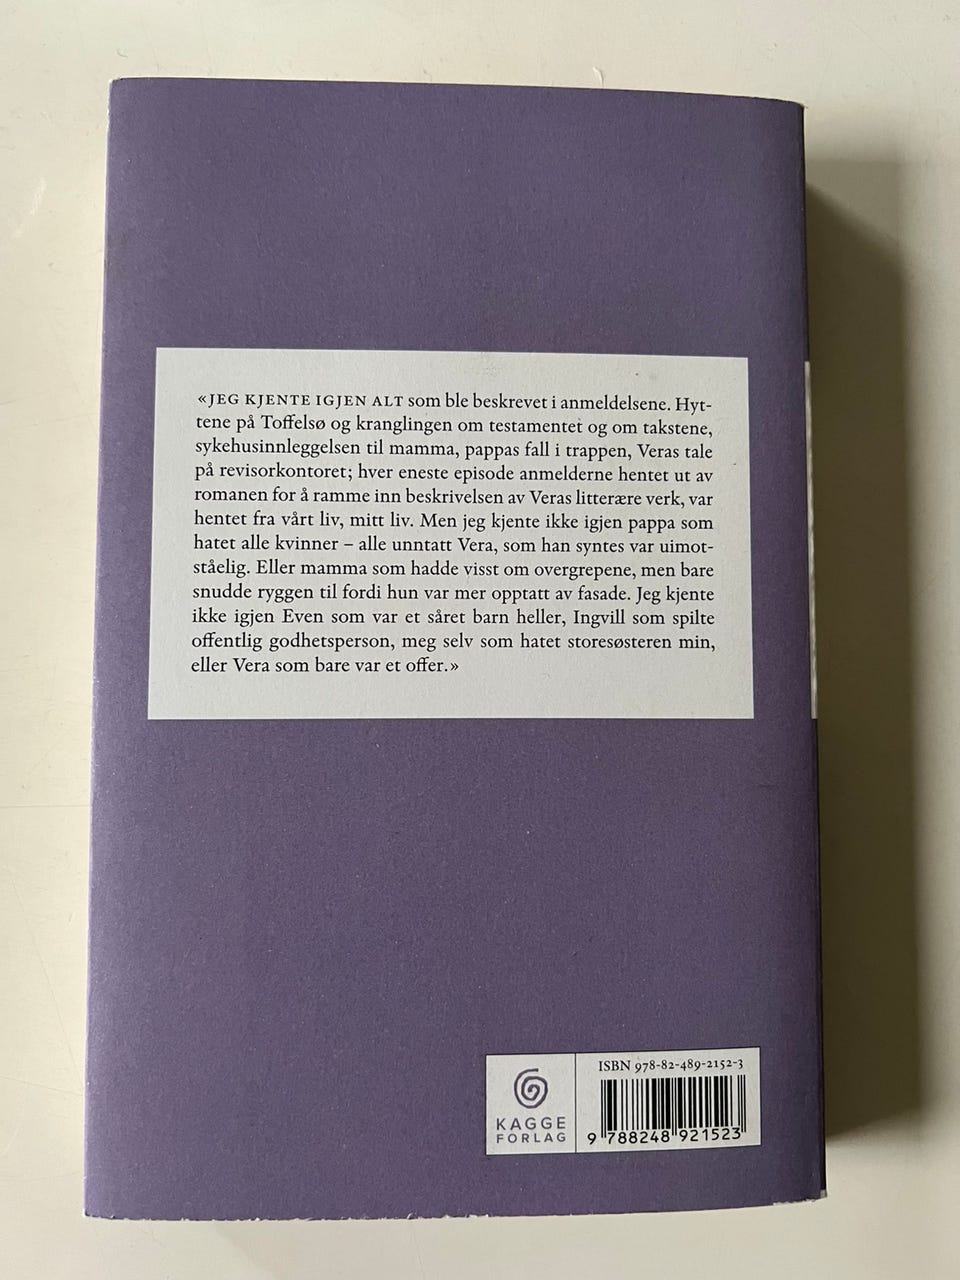 «JEG KJENTE IGJEN ALT som ble beskrevet i anmeldelsene. Hyt-
tene på Toffelsø og kranglingen om testamentet og om takstene,
sykehusinnleggelsen til mamma, pappas fall i trappen, Veras tale
på revisorkontoret; hver eneste episode anmelderne hentet ut av
romanen for å ramme inn beskrivelsen av Veras litterære verk, var
hentet fra vårt liv, mitt liv. Men jeg kjente ikke igjen pappa som
hatet alle kvinner – alle unntatt Vera, som han syntes var uimot-
ståelig. Eller mamma som hadde visst om overgrepene, men bare
snudde ryggen til fordi hun var mer opptatt av fasade. Jeg kjente
ikke igjen Even som var et såret barn heller, Ingvill som spilte
offentlig godhetsperson, meg selv som hatet storesøsteren min,
eller Vera som bare var et offer.»
ISBN 978-82-489-2152-3
KAGGE
FORLAG
9 788248 921523